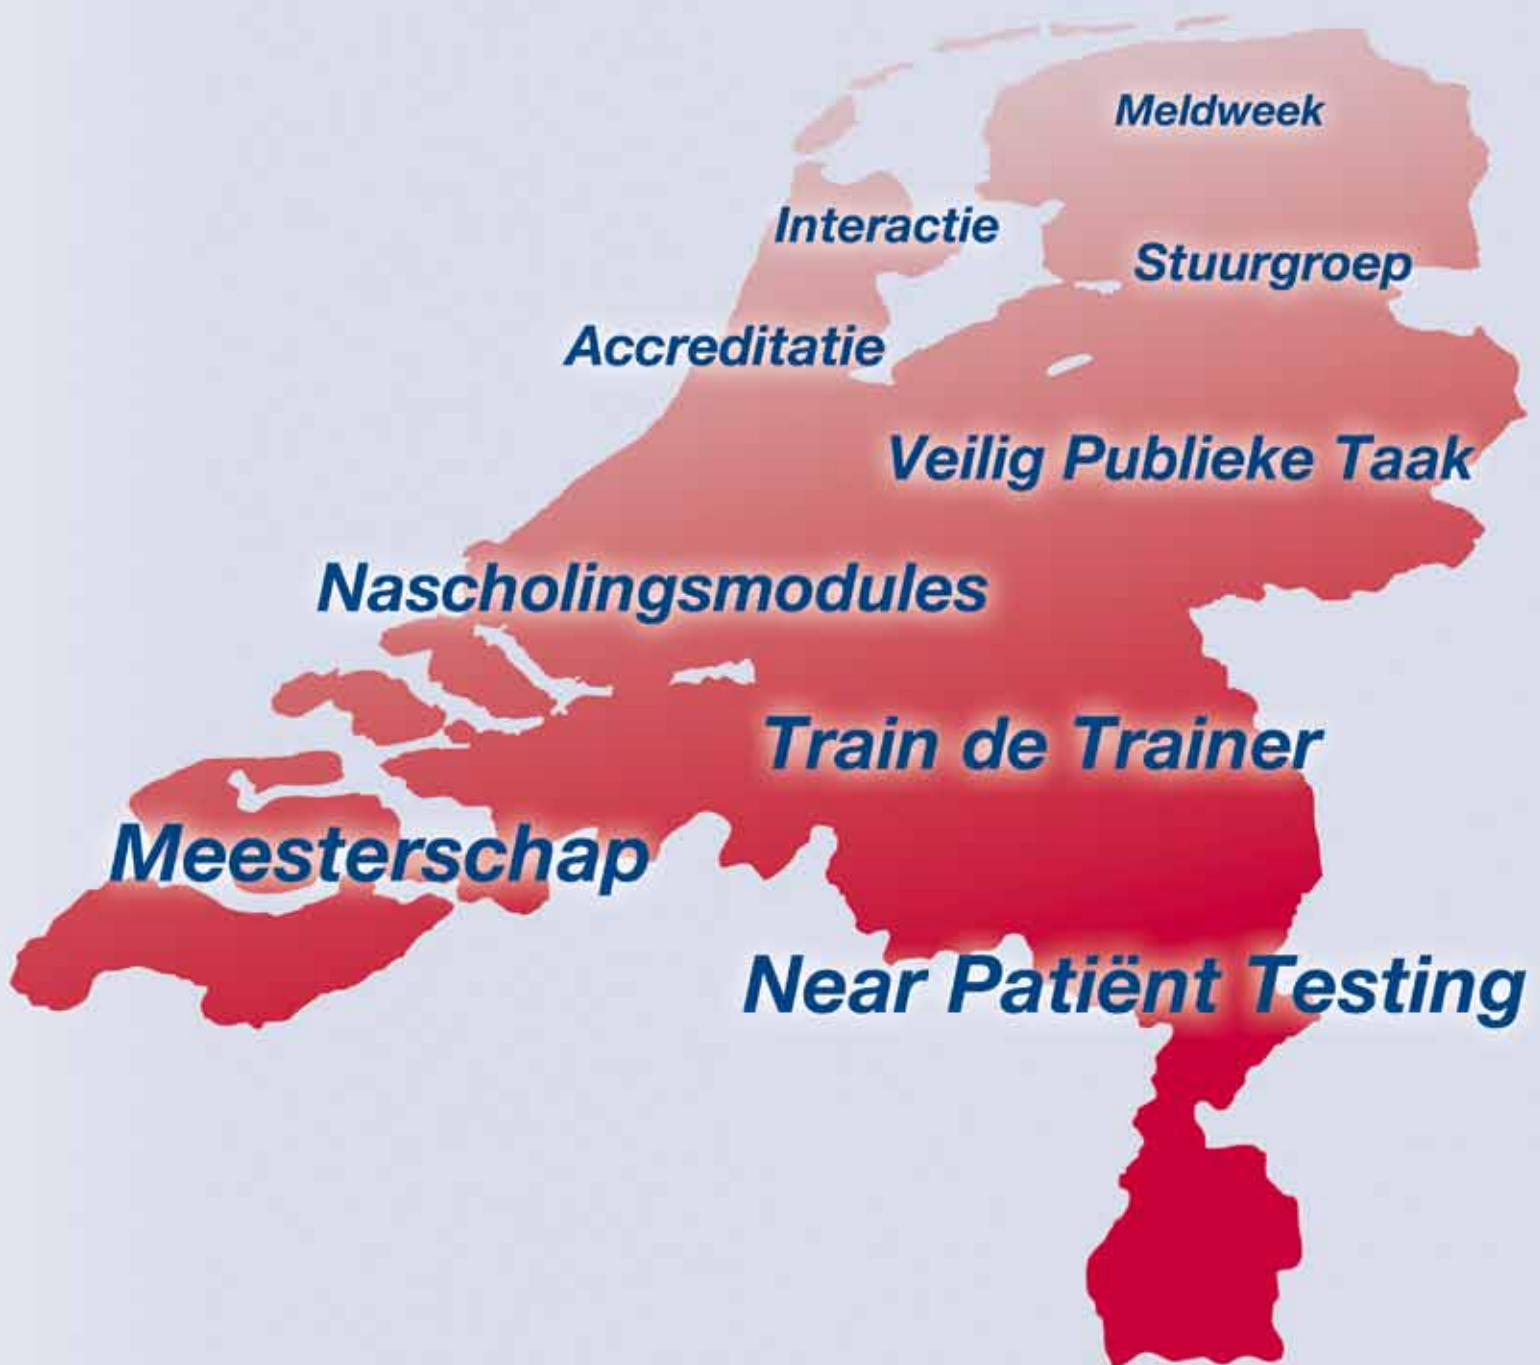 Meldweek
Interactie
Stuurgroep
Accreditatie
Veilig Publieke Taak
Nascholingsmodules
Train de Trainer
Meesterschap
Near Patiënt Testing